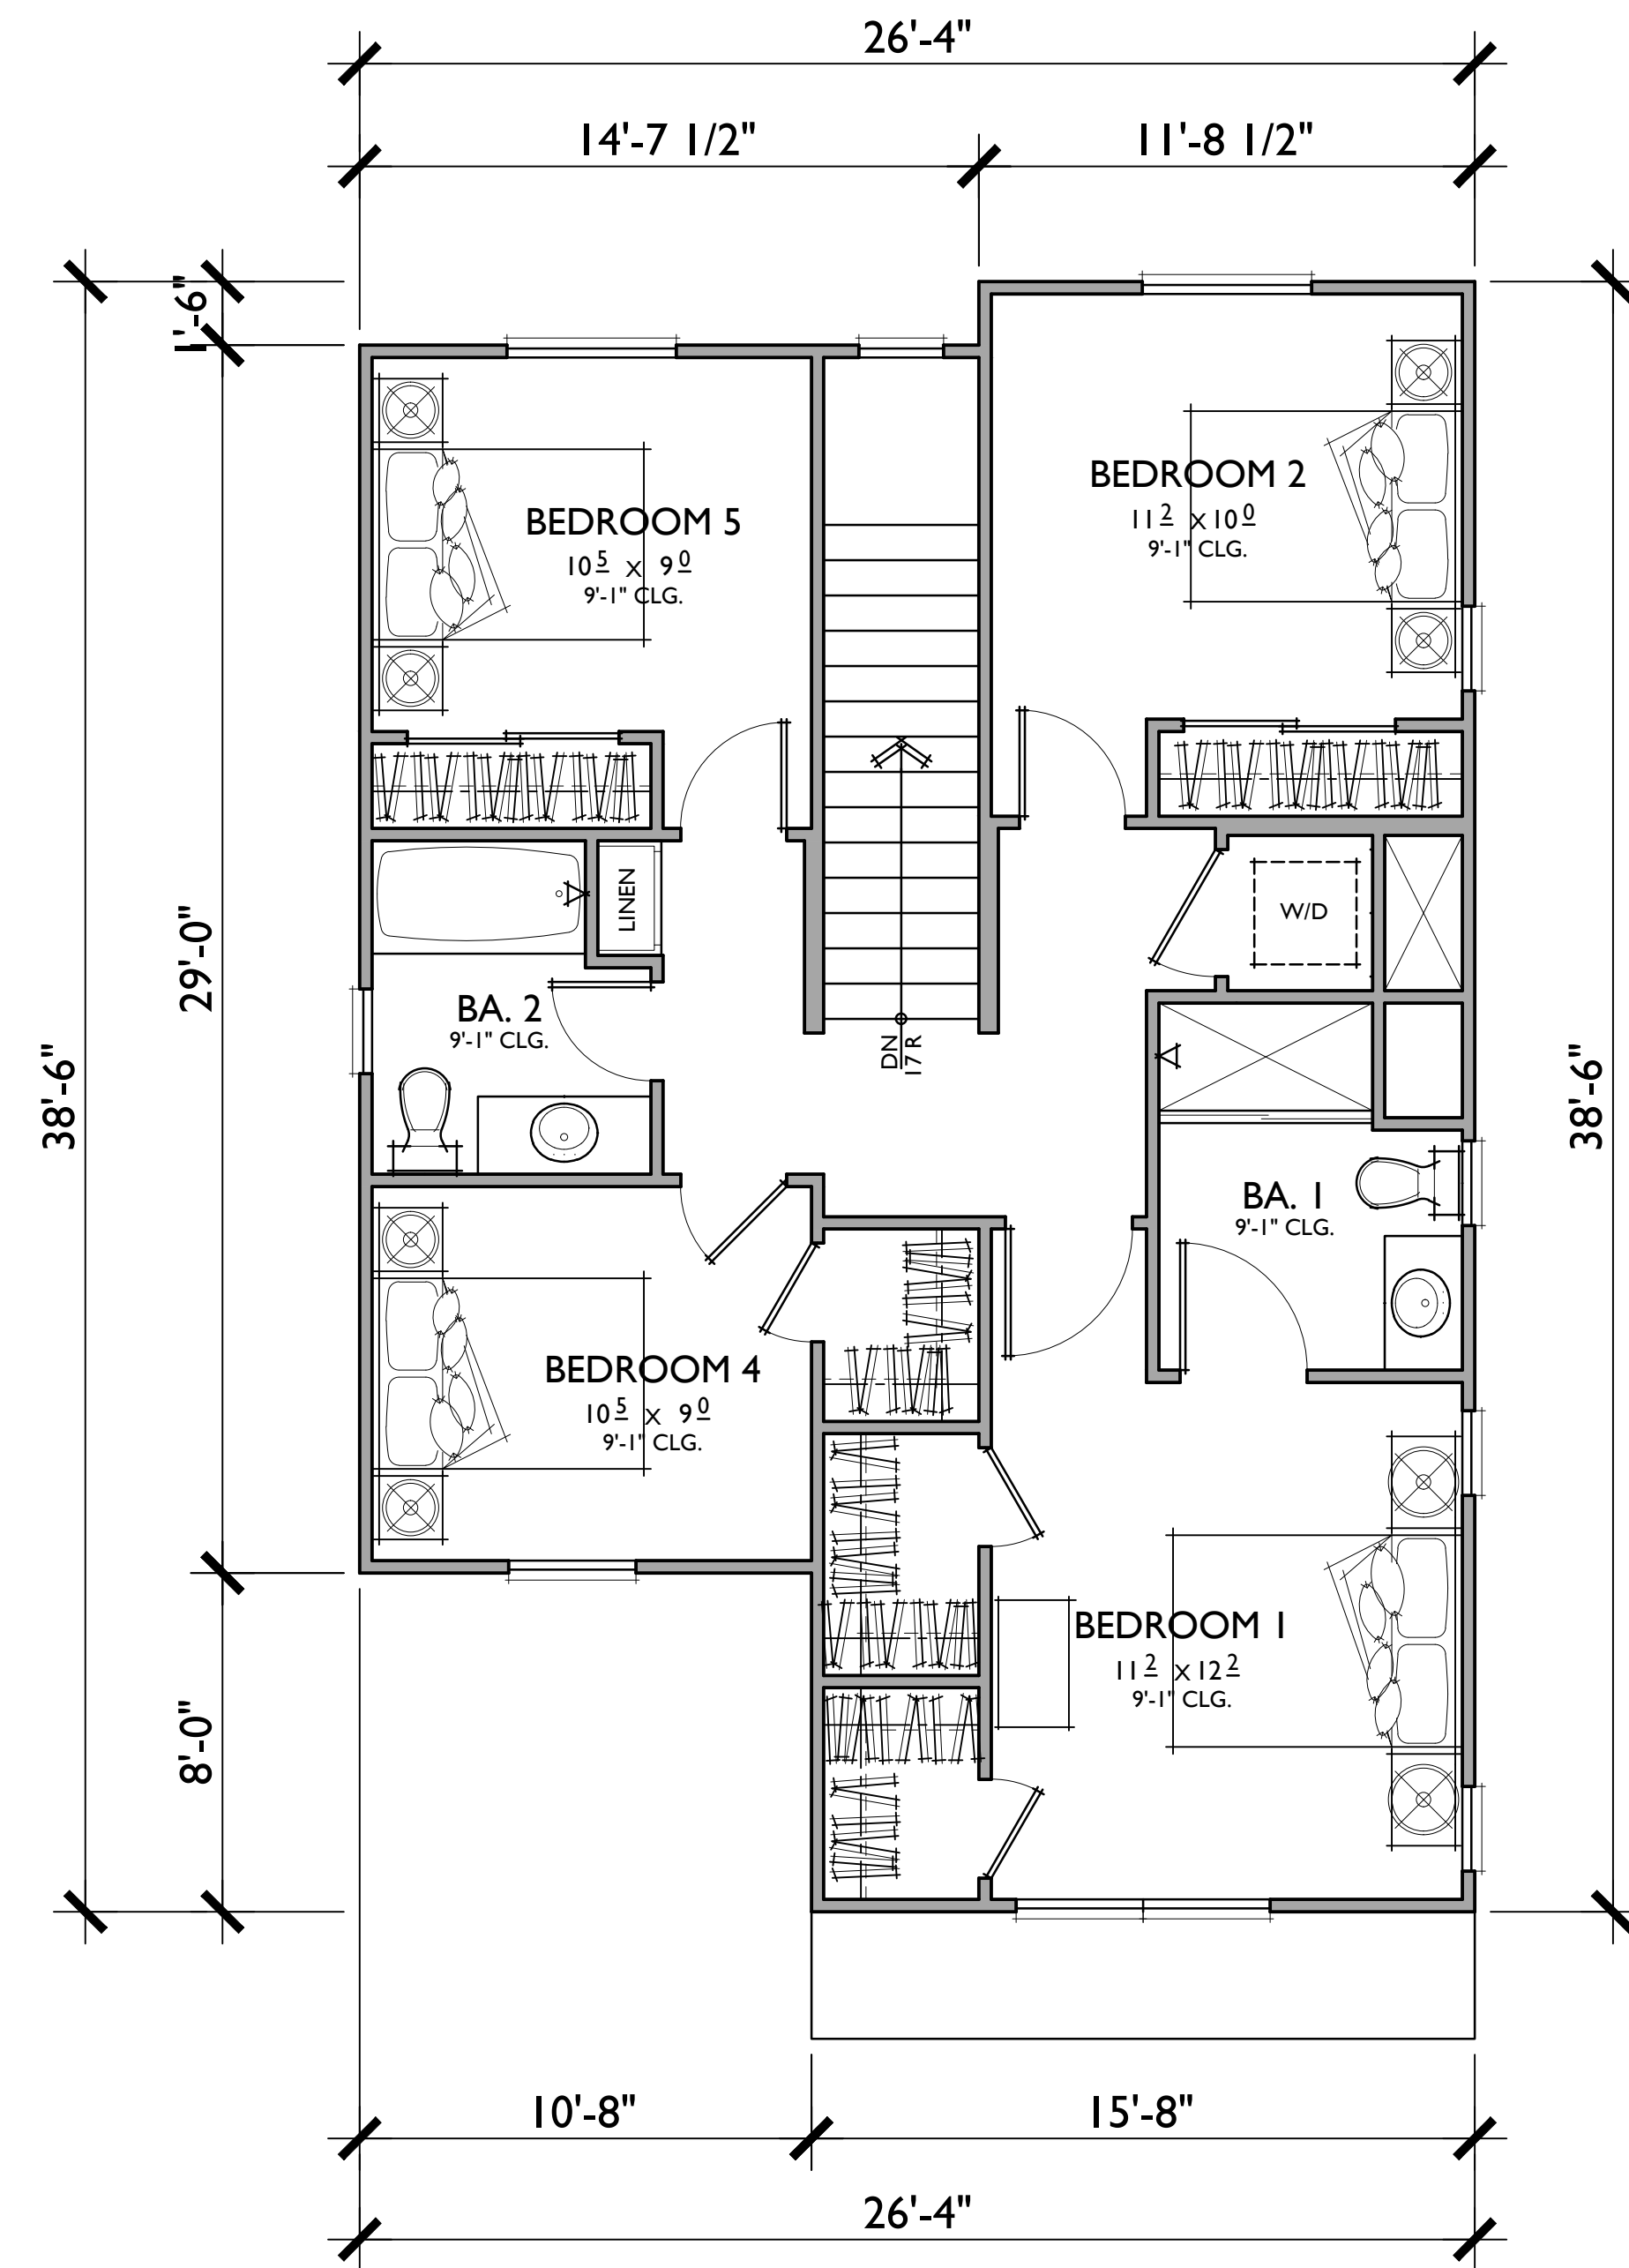 26'-4"
14'-7 1/2"
11'-8 1/2"
1'-6"
BEDROOM 2
11 2 x 10 0
9'-1" CLG.
BEDROOM 5
10 5 x 9 0
9'-1" CLG.
LINEN
W/D
29'-0"
BA. 2
9'-1" CLG.
DN
17 R
38'-6"
38'-6"
BA. 1
9'-1" CLG.
BEDROOM 4
10 5 x 9 0
9'-1" CLG.
BEDROOM 1
11 2 x 12 2
9'-1" CLG.
8'-0"
10'-8"
15'-8"
26'-4"